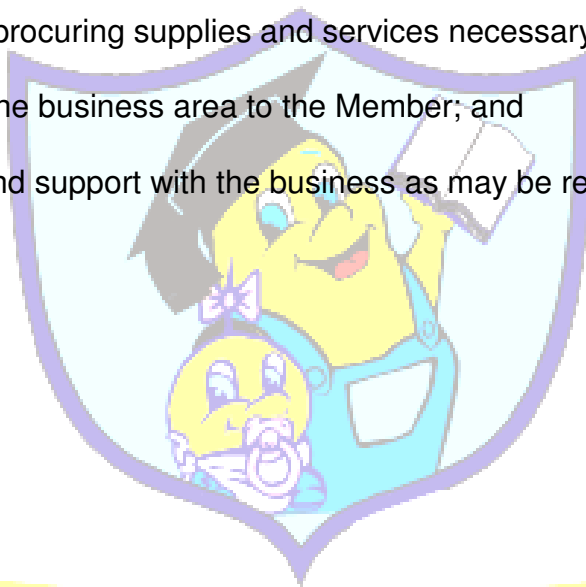 procuring supplies and services necessary
he business area to the Member; and
nd support with the business as may be re